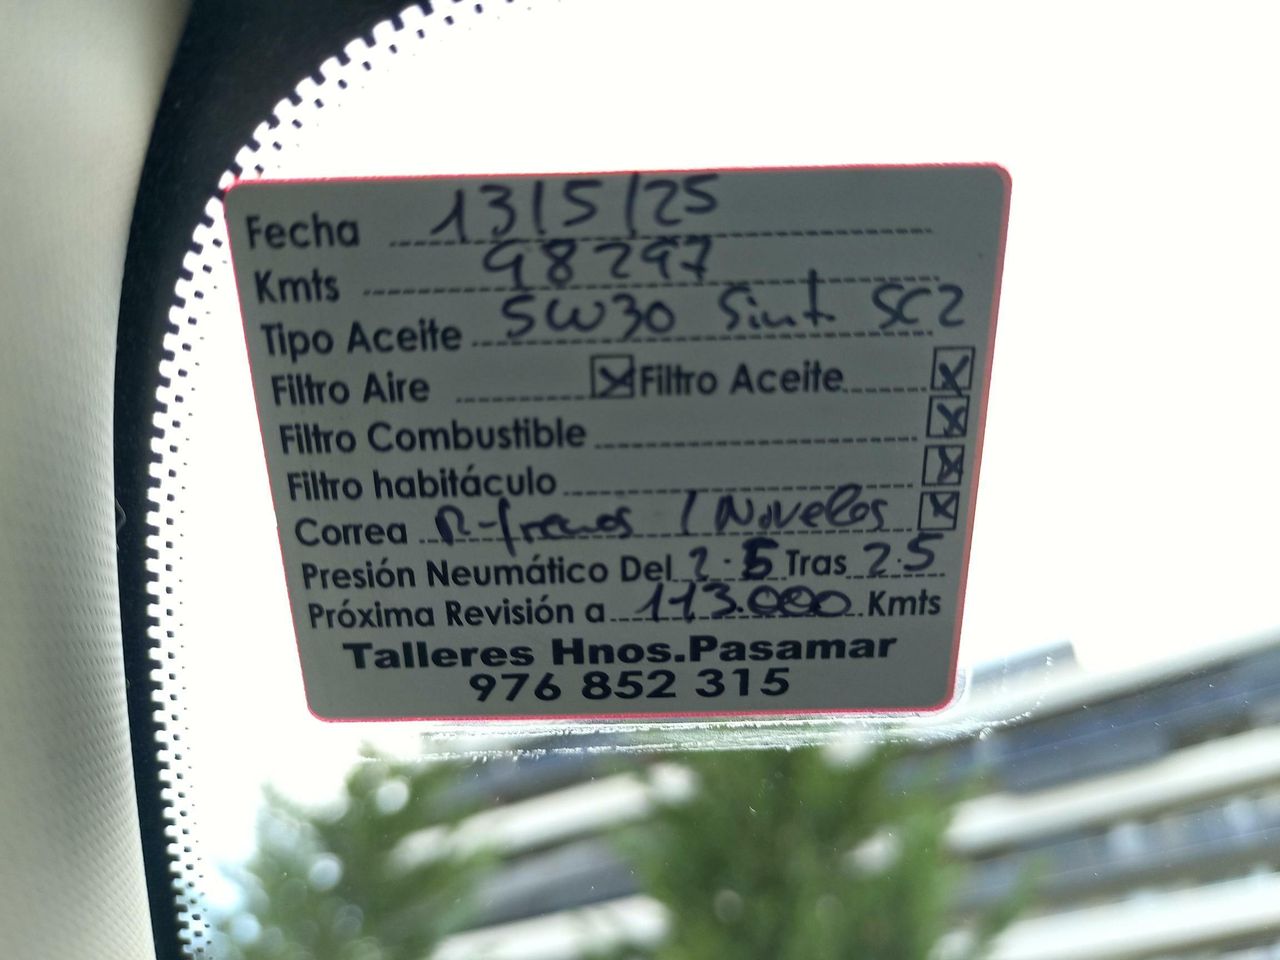 Fecha 13/5/25
Kmts 98297
Tipo Aceite 5W30 Sint SC2
Filtro Aire ☒ Filtro Aceite ☒
Filtro Combustible ☒
Filtro habitáculo ☒
Correa R-frenos / Niveles ☒
Presión Neumático Del 2.5 Tras 2.5
Próxima Revisión a 113.000 Kmts
Talleres Hnos.Pasamar
976 852 315